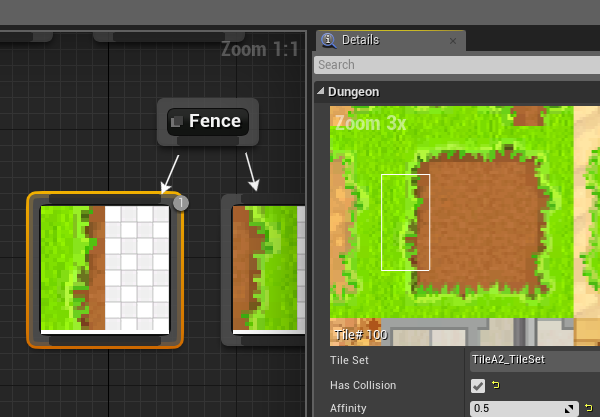 Zoom 1:1
Details
Search
Fence
Dungeon
Zoom 3x
1
Tile# 100
Tile Set
TileA2_TileSet
Has Collision
Affinity
0.5